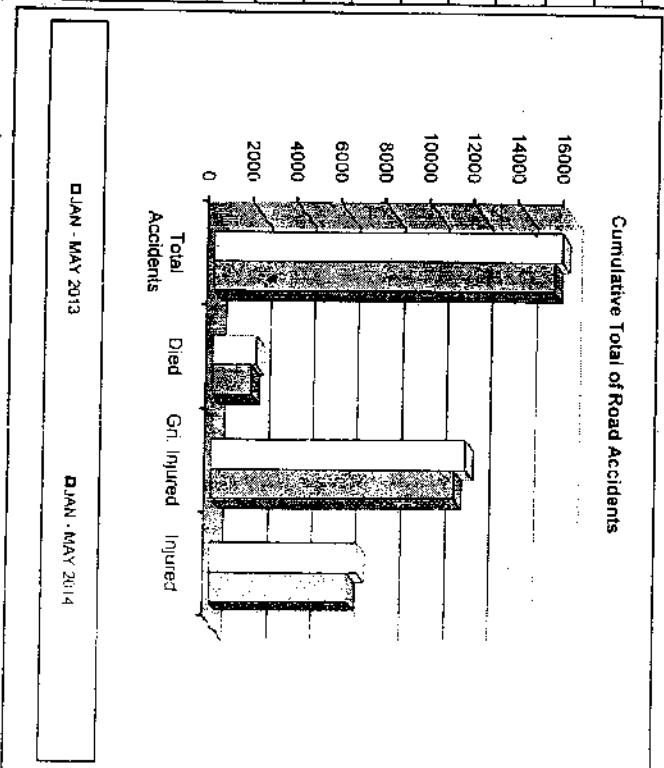 Cumulative Total of Road Accidents
16000
14000
12000
10000
8000
6000
4000
2000
0
Total Accidents
Died
Gri. Injured
Injured
JAN - MAY 2013
JAN - MAY 2014